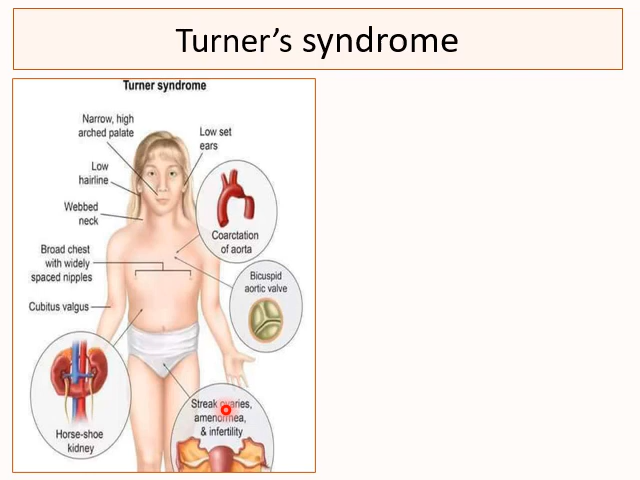 Turner’s syndrome
Turner syndrome
Narrow, high
arched palate
Low set
ears
Low
hairline
Webbed
neck
Coarctation
of aorta
Broad chest
with widely
spaced nipples
Bicuspid
aortic valve
Cubitus valgus
Streak ovaries,
amenorrhea,
& infertility
Horse-shoe
kidney